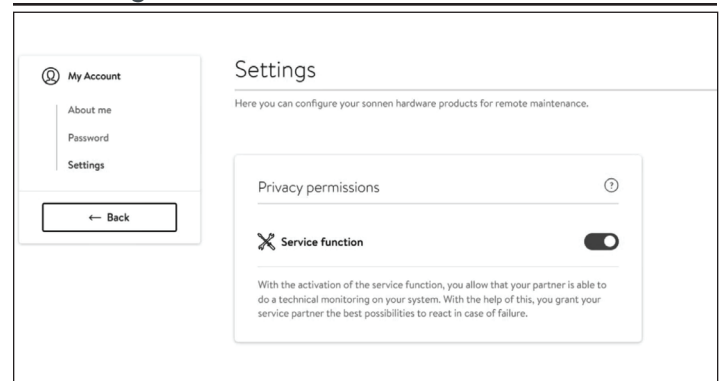 My Account
About me
Password
Settings
← Back
Settings
Here you can configure your sonnen hardware products for remote maintenance.
Privacy permissions
?
Service function
With the activation of the service function, you allow that your partner is able to
do a technical monitoring on your system. With the help of this, you grant your
service partner the best possibilities to react in case of failure.